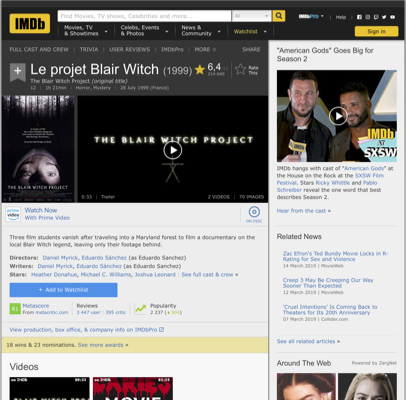 IMDb
Find Movies, TV shows, Celebrities and more...
All
Movies, TV & Showtimes
Celebs, Events & Photos
News & Community
Watchlist
IMDbPro
Help
Sign in
FULL CAST AND CREW | TRIVIA | USER REVIEWS | IMDbPro | MORE
SHARE
Le projet Blair Witch (1999)
6,4
Rate This
The Blair Witch Project (original title)
12 | 1h 21min | Horror, Mystery | 28 July 1999 (France)
THE BLAIR WITCH PROJECT
0:33 | Trailer
2 VIDEOS | 70 IMAGES
prime video
Watch Now
With Prime Video
ON DISC
Three film students vanish after traveling into a Maryland forest to film a documentary on the local Blair Witch legend, leaving only their footage behind.
Directors: Daniel Myrick, Eduardo Sánchez (as Eduardo Sanchez)
Writers: Daniel Myrick, Eduardo Sánchez (as Eduardo Sanchez)
Stars: Heather Donahue, Michael C. Williams, Joshua Leonard | See full cast & crew »
+ Add to Watchlist
81
Metascore
From metacritic.com
Reviews
3 447 user | 395 critic
Popularity
2 237
View production, box office, & company info on IMDbPro
18 wins & 23 nominations. See more awards »
Videos
"American Gods" Goes Big for Season 2
IMDb
SXSW
IMDb hangs with cast of "American Gods" at the House on the Rock at the SXSW Film Festival. Stars Ricky Whittle and Pablo Schreiber reveal the one word that best describes Season 2.
Hear from the cast »
Related News
Zac Efron's Ted Bundy Movie Locks in R-Rating for Sex and Violence
14 March 2019 | MovieWeb
Creep 3 May Be Creeping Our Way Sooner Than Expected
12 March 2019 | MovieWeb
'Cruel Intentions' Is Coming Back to Theaters for Its 20th Anniversary
07 March 2019 | Collider.com
See all related articles »
Around The Web
Powered by ZergNet